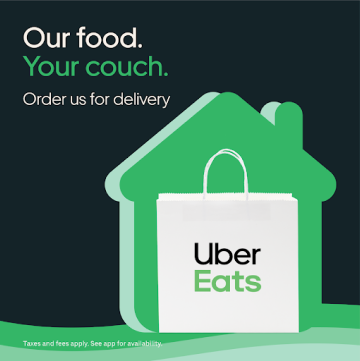 Our food.
Your couch.
Order us for delivery
Uber
Eats
Taxes and fees apply. See app for availability.